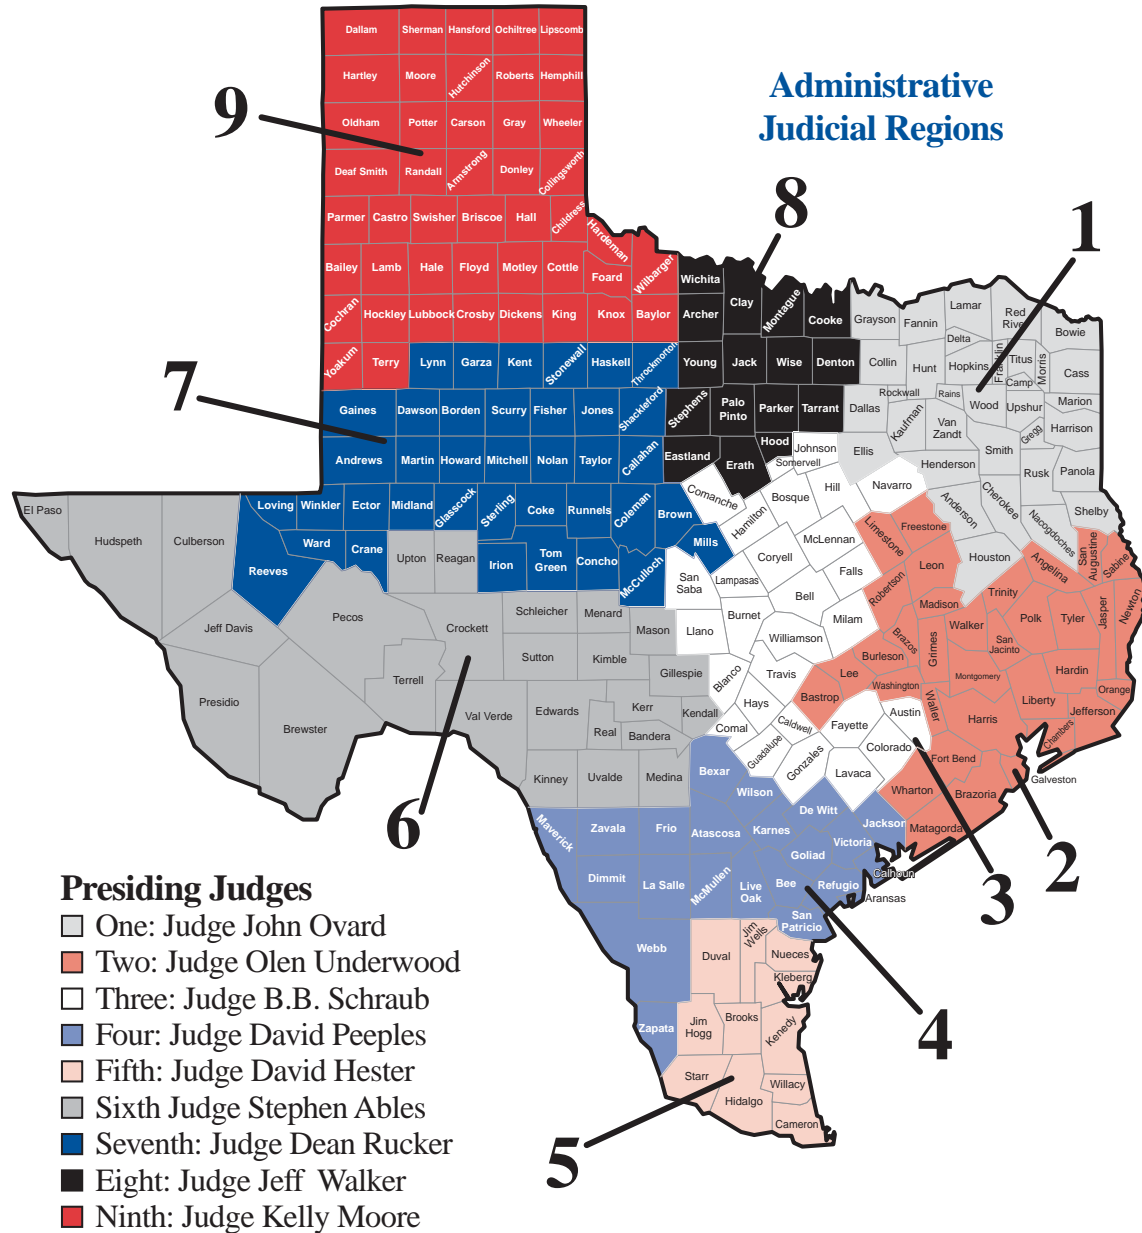 Administrative
Judicial Regions
9
8
1
7
6
2
3
4
5
Dallam Sherman Hansford Ochiltree Lipscomb
Hartley Moore Hutchinson Roberts Hemphill
Oldham Potter Carson Gray Wheeler
Deaf Smith Randall Armstrong Donley Collingsworth
Parmer Castro Swisher Briscoe Hall Childress Hardeman
Bailey Lamb Hale Floyd Motley Cottle Foard Wilbarger
Cochran Hockley Lubbock Crosby Dickens King Knox Baylor
Yoakum Terry Lynn Garza Kent Stonewall Haskell Throckmorton
Gaines Dawson Borden Scurry Fisher Jones Shackleford
Andrews Martin Howard Mitchell Nolan Taylor Callahan
Loving Winkler Ector Midland Glasscock Sterling Coke Runnels Coleman Brown
Ward Crane Reeves Irion Tom
Green Concho McCulloch Mills
Wichita Clay Montague Cooke
Archer Young Jack Wise Denton
Stephens Palo
Pinto Parker Tarrant
Eastland Erath Hood
Grayson Fannin Lamar Red
River Bowie
Delta Collin Hunt Hopkins Franklin Titus Morris Cass
Camp Rockwall Rains Wood Upshur Marion
Dallas Kaufman Van
Zandt Smith Gregg Harrison
Ellis Henderson Rusk Panola
Anderson Cherokee Nacogdoches Shelby
Houston
Johnson Somervell Bosque Hill Navarro
Comanche Hamilton McLennan
Coryell Falls Lampasas Bell
San
Saba Burnet Milam
Llano Williamson
Blanco Travis
Hays Comal Caldwell Guadalupe Gonzales
Fayette Austin Colorado Lavaca
Limestone Freestone Leon Robertson
Angelina San
Augustine Sabine
Trinity Madison Walker Polk Tyler Jasper Newton
Brazos Grimes San
Jacinto Hardin
Burleson Lee Bastrop Washington Montgomery
Waller Harris Liberty Orange Jefferson Chambers
Fort Bend Galveston
Wharton Brazoria Matagorda
El Paso Hudspeth Culberson
Jeff Davis Pecos Upton Reagan Crockett
Presidio Brewster Terrell Val Verde
Schleicher Menard Mason
Sutton Kimble Gillespie
Edwards Kerr Kendall Real Bandera
Kinney Uvalde Medina
Bexar Wilson De Witt Jackson
Maverick Zavala Frio Atascosa Karnes Victoria
Goliad Calhoun
Dimmit La Salle McMullen Live
Oak Bee Refugio Aransas
San
Patricio
Webb Zapata
Duval Jim
Wells Nueces
Kleberg
Jim
Hogg Brooks Kenedy
Starr Hidalgo Willacy
Cameron
Presiding Judges
One: Judge John Ovard
Two: Judge Olen Underwood
Three: Judge B.B. Schraub
Four: Judge David Peeples
Fifth: Judge David Hester
Sixth Judge Stephen Ables
Seventh: Judge Dean Rucker
Eight: Judge Jeff Walker
Ninth: Judge Kelly Moore